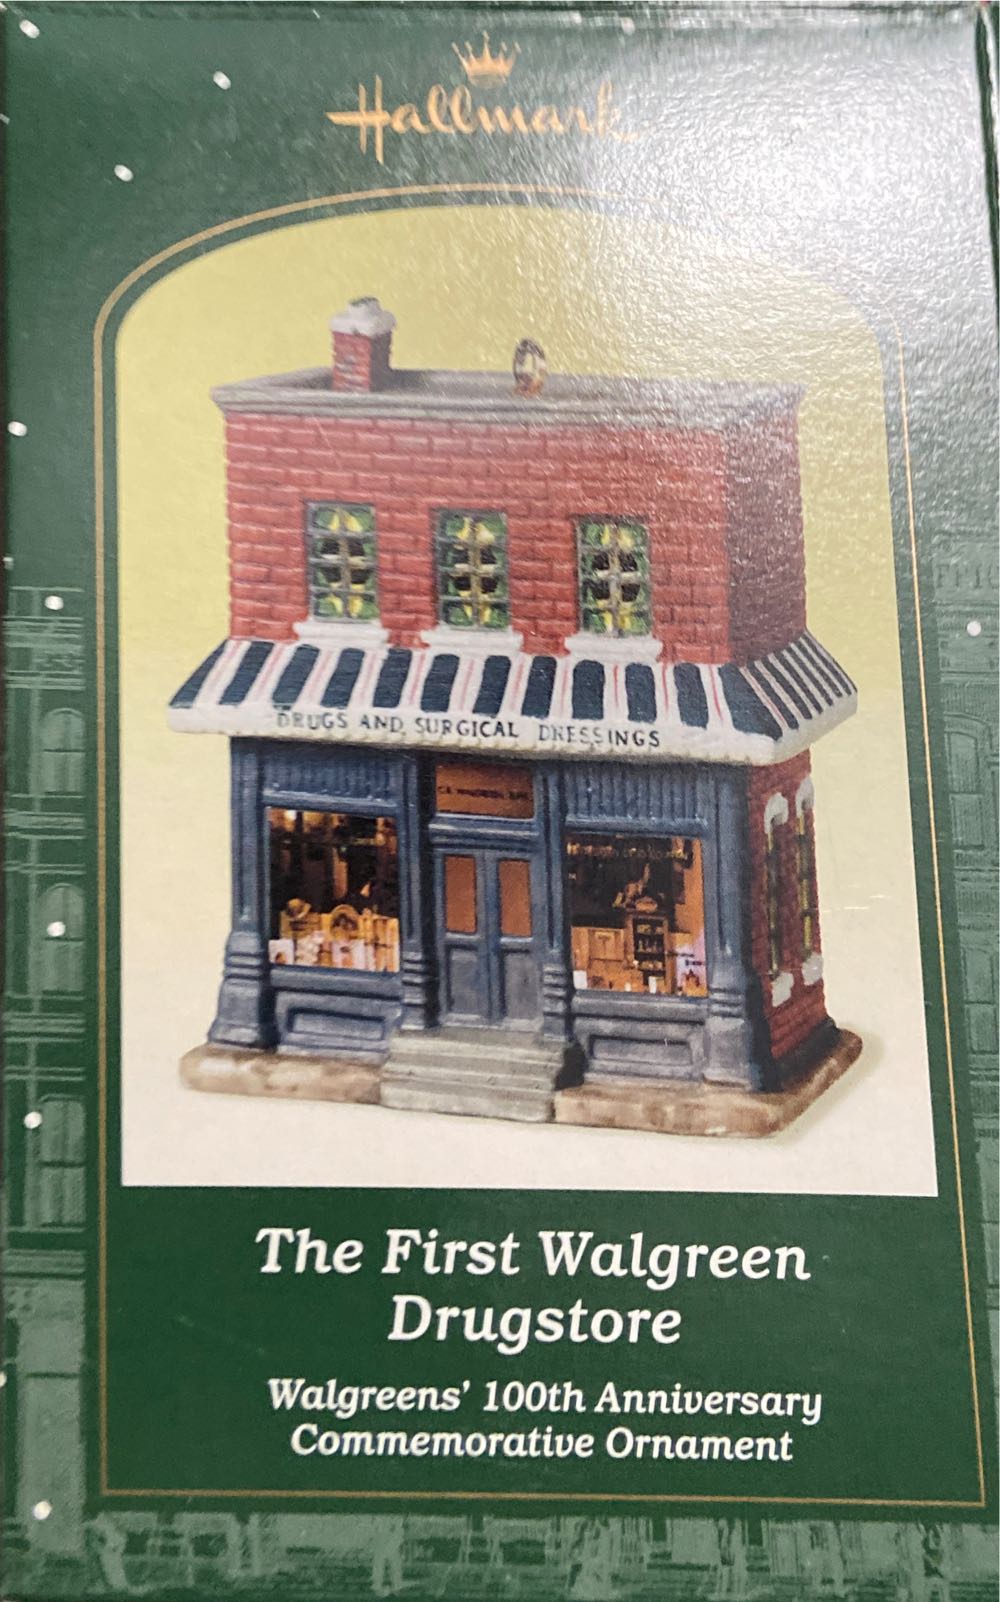 Hallmark
DRUGS AND SURGICAL DRESSINGS
The First Walgreen
Drugstore
Walgreens' 100th Anniversary
Commemorative Ornament